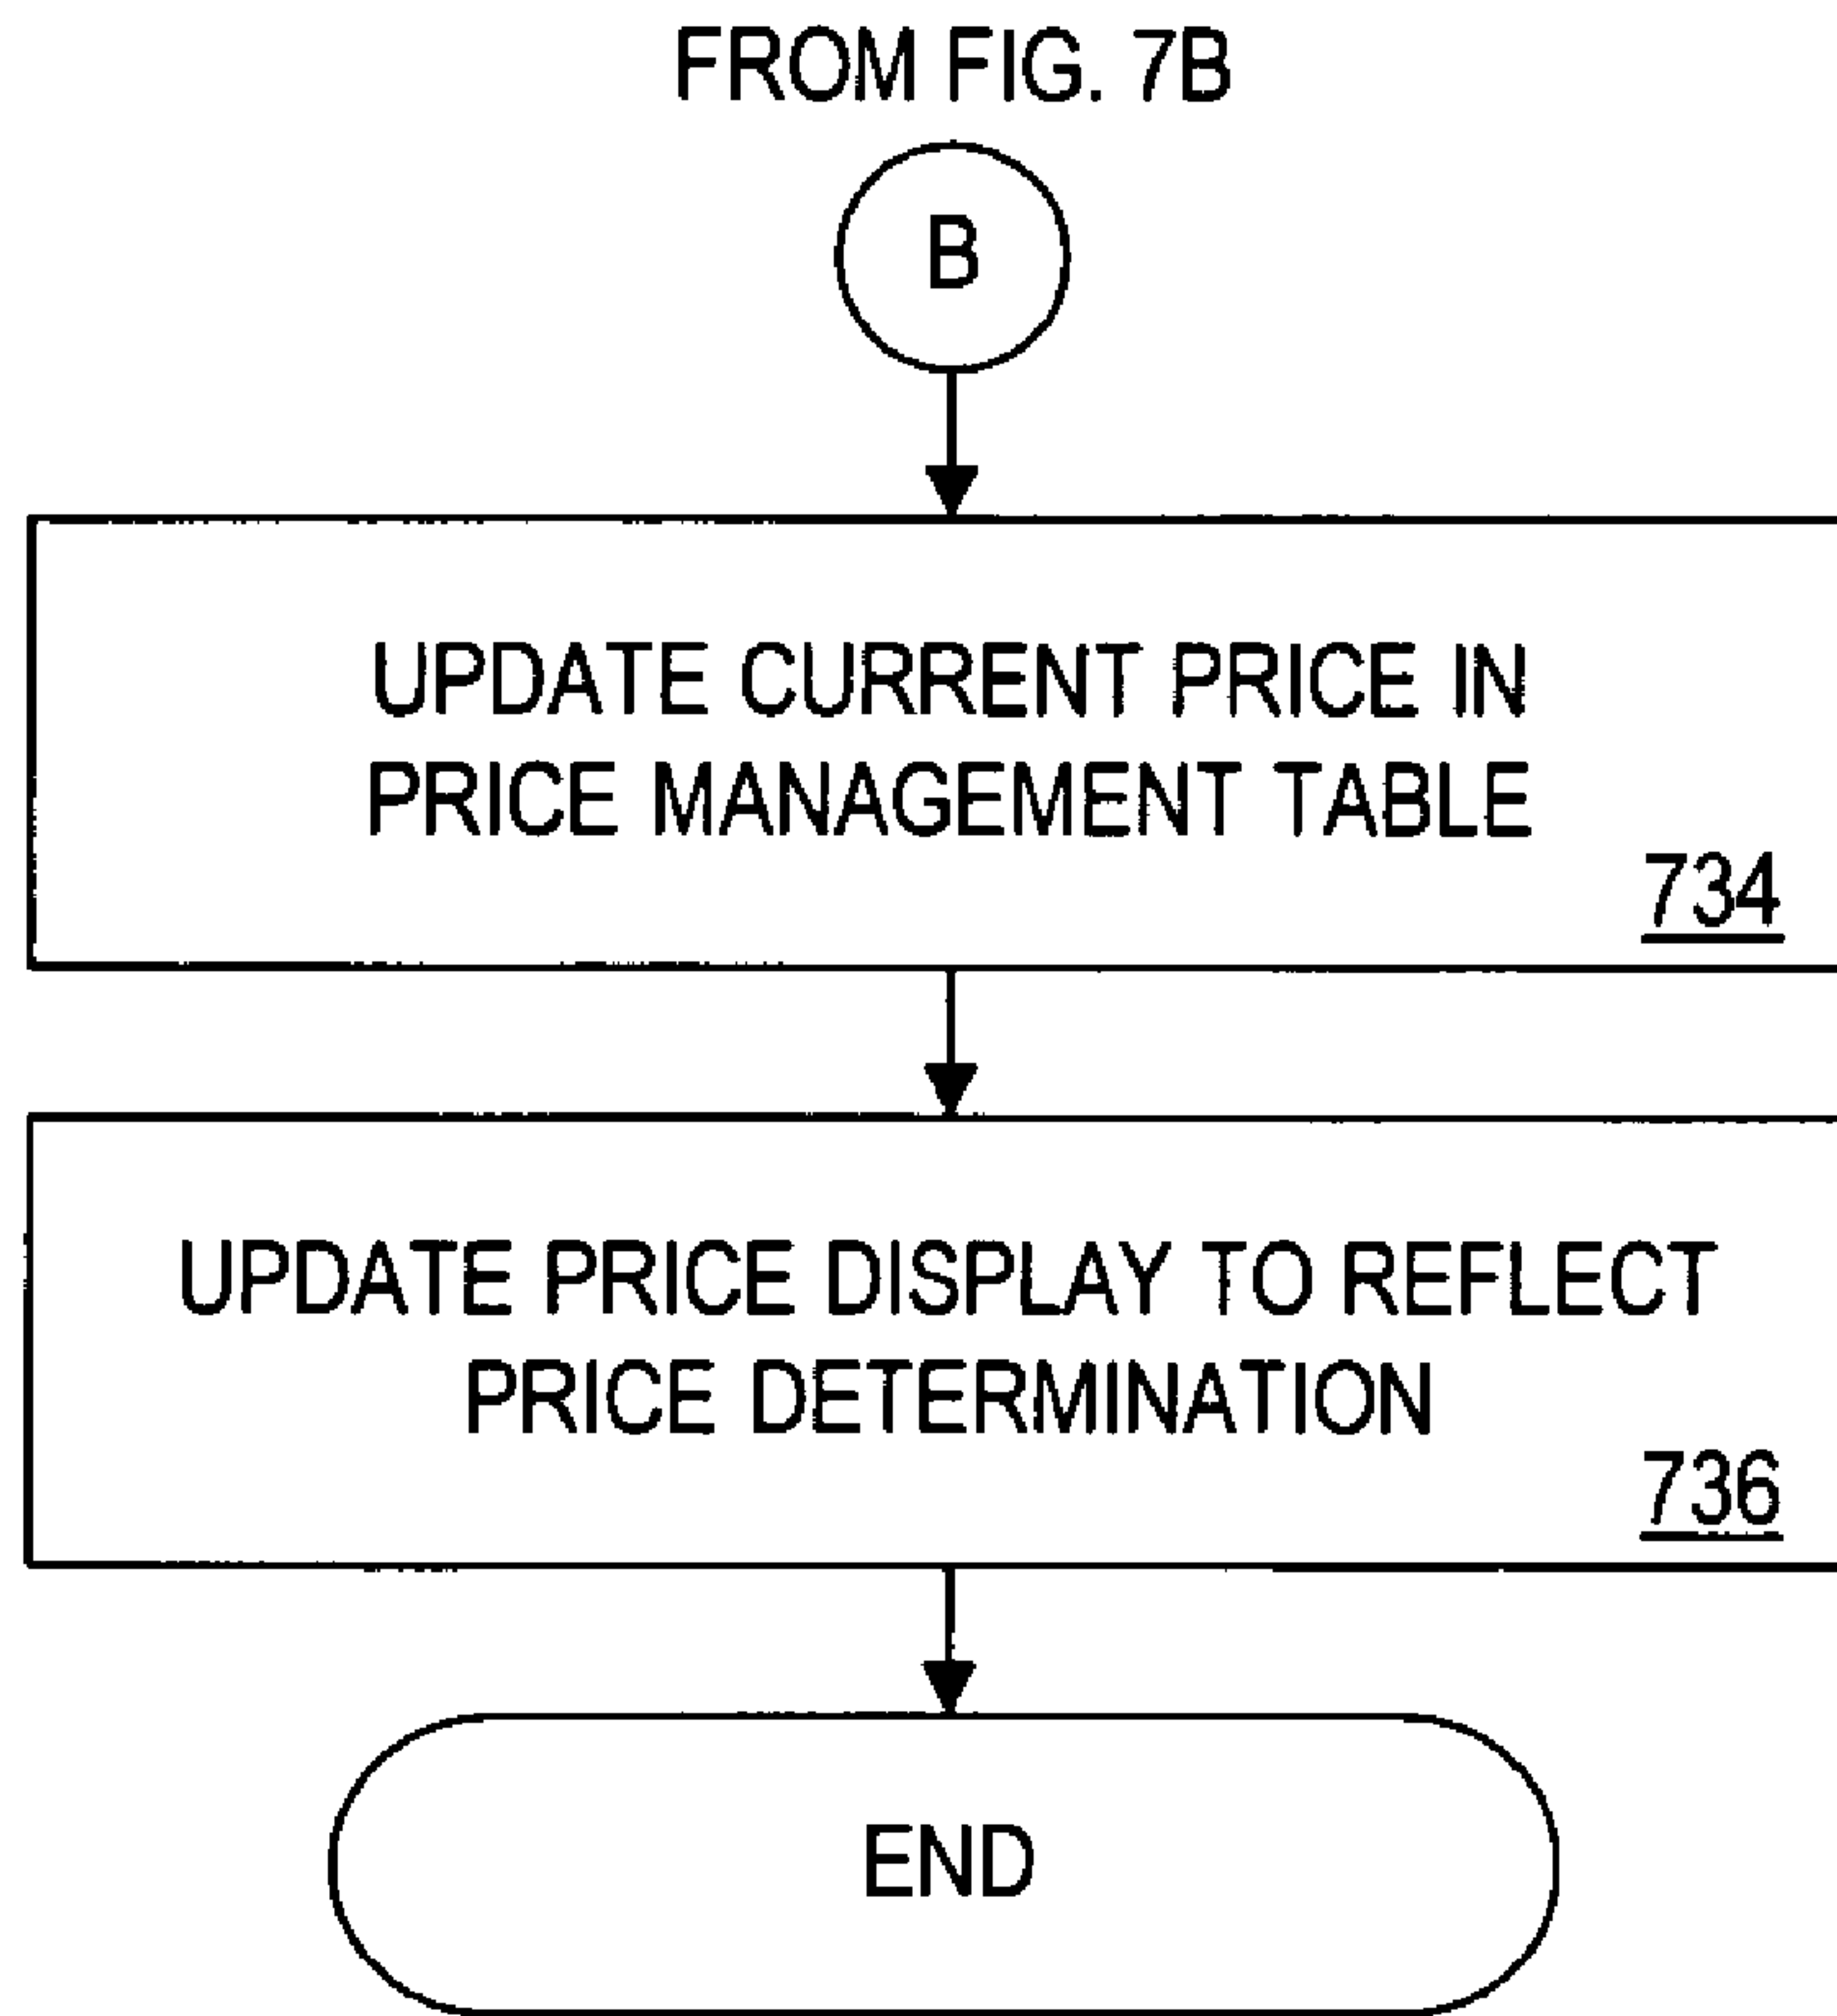 FROM FIG. 7B
B
UPDATE CURRENT PRICE IN
PRICE MANAGEMENT TABLE
734
UPDATE PRICE DISPLAY TO REFLECT
PRICE DETERMINATION
736
END